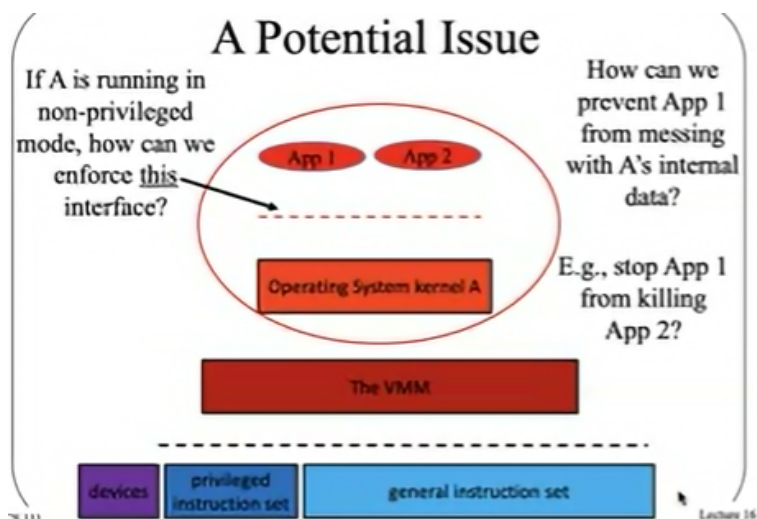 A Potential Issue
If A is running in
non-privileged
mode, how can we
enforce this
interface?
How can we
prevent App 1
from messing
with A's internal
data?
App 1
App 2
Operating System kernel A
E.g., stop App 1
from killing
App 2?
The VMM
devices
privileged
instruction set
general instruction set
Lecture 16